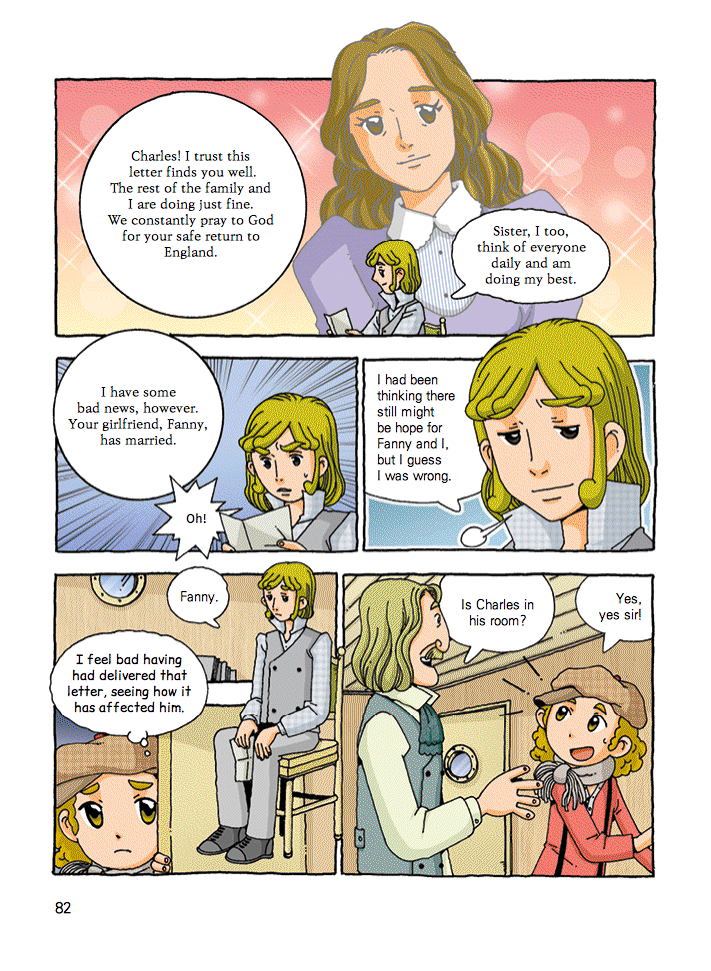 Charles! I trust this
letter finds you well.
The rest of the family and
I are doing just fine.
We constantly pray to God
for your safe return to
England.
Sister, I too,
think of everyone
daily and am
doing my best.
I have some
bad news, however.
Your girlfriend, Fanny,
has married.
Oh!
I had been
thinking there
still might
be hope for
Fanny and I,
but I guess
I was wrong.
Fanny.
I feel bad having
had delivered that
letter, seeing how it
has affected him.
Is Charles in
his room?
Yes,
yes sir!
82